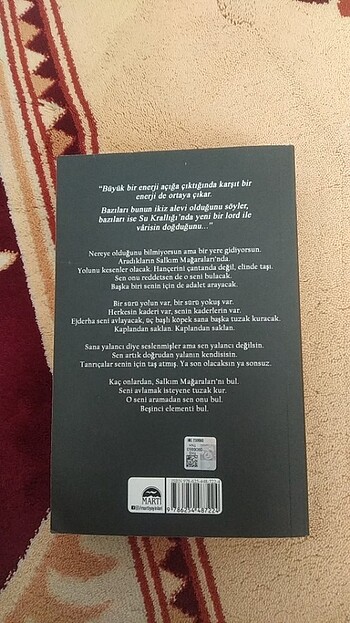 "Büyük bir enerji açığa çıktığında karşıt bir
enerji de ortaya çıkar.
Bazıları bunun ikiz alevi olduğunu söyler,
bazıları ise Su Krallığı'nda yeni bir lord ile
vârisin doğduğunu..."
Nereye olduğunu bilmiyorsun ama bir yere gidiyorsun.
Aradıkların Salkım Mağaraları'nda.
Yolunu kesenler olacak. Hançerini çantanda değil, elinde taşı.
Sen onu reddetsen de o seni bulacak.
Başka biri senin için de adalet arayacak.
Bir sürü yolun var, bir sürü yokuş var.
Herkesin kaderi var, senin kaderlerin var.
Ejderha seni avlayacak, üç başlı köpek sana başka tuzak kuracak.
Kaplandan saklan. Kaplandan saklan.
Sana yalancı diye seslenmişler ama sen yalancı değilsin.
Sen artık doğrudan yalanın kendisisin.
Tanrıçalar senin için taş atmış. Ya son olacaksın ya sonsuz.
Kaç onlardan, Salkım Mağaraları'nı bul.
Seni avlamak isteyene tuzak kur.
O seni aramadan sen onu bul.
Beşinci elementi bul.
MARTI
9 786254 487224